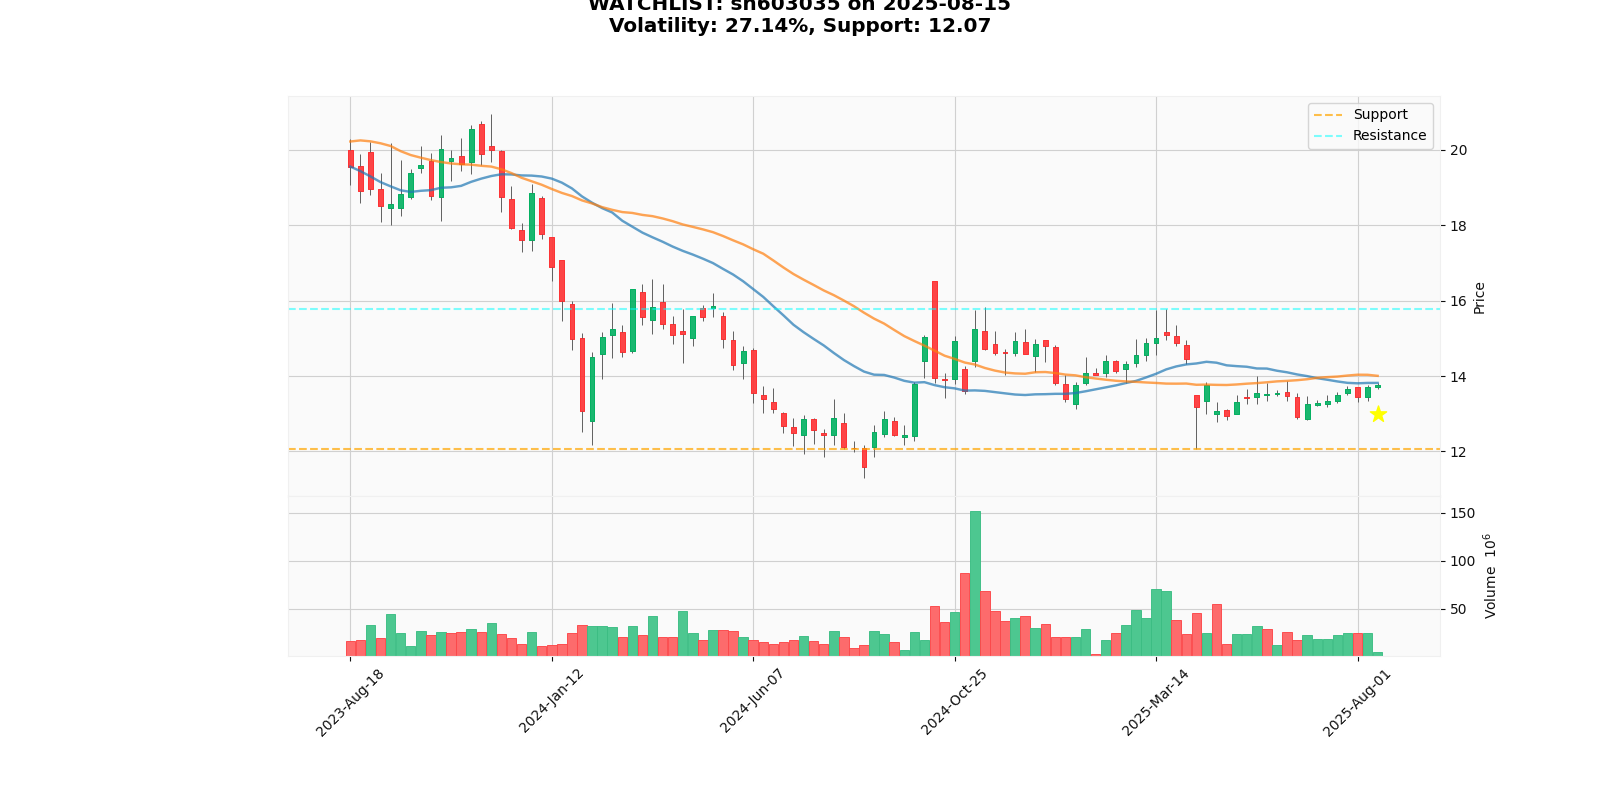 WATCHLIST: sh603035 on 2025-08-15
Volatility: 27.14%, Support: 12.07
Support
Resistance
20
18
16
14
12
Price
150
100
50
Volume 10⁶
2023-Aug-18
2024-Jan-12
2024-Jun-07
2024-Oct-25
2025-Mar-14
2025-Aug-01